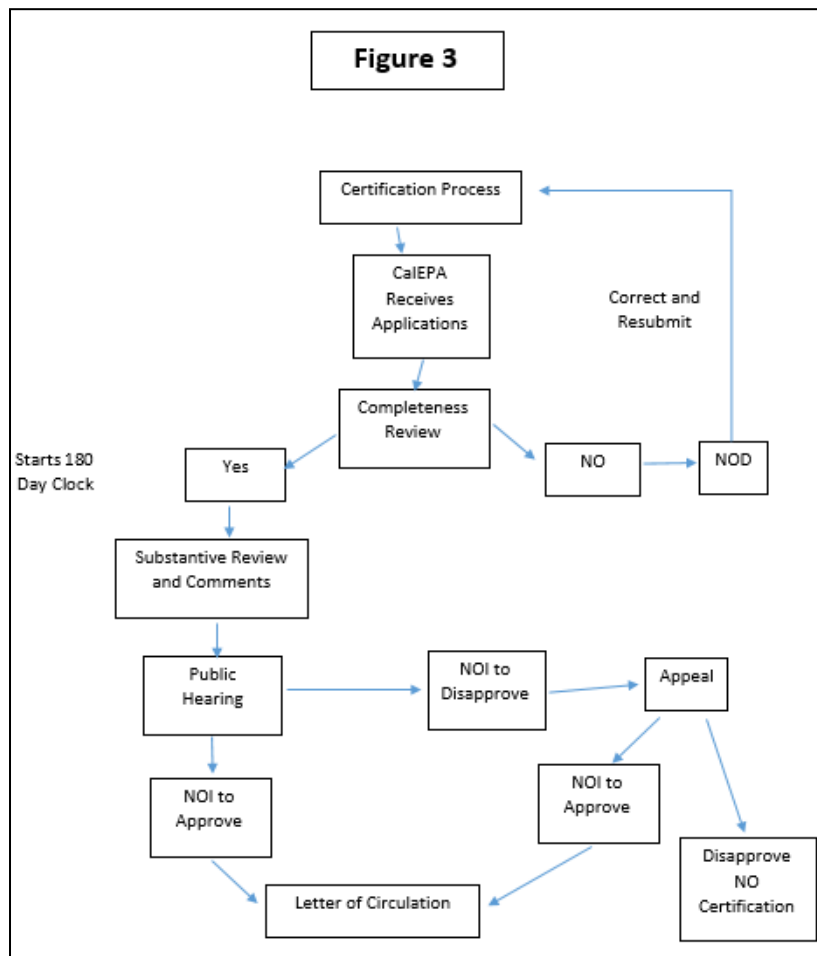 Figure 3
Certification Process
CalEPA
Receives
Applications
Correct and
Resubmit
Completeness
Review
Starts 180
Day Clock
Yes
NO
NOD
Substantive Review
and Comments
Public
Hearing
NOI to
Disapprove
Appeal
NOI to
Approve
NOI to
Approve
Disapprove
NO
Certification
Letter of Circulation